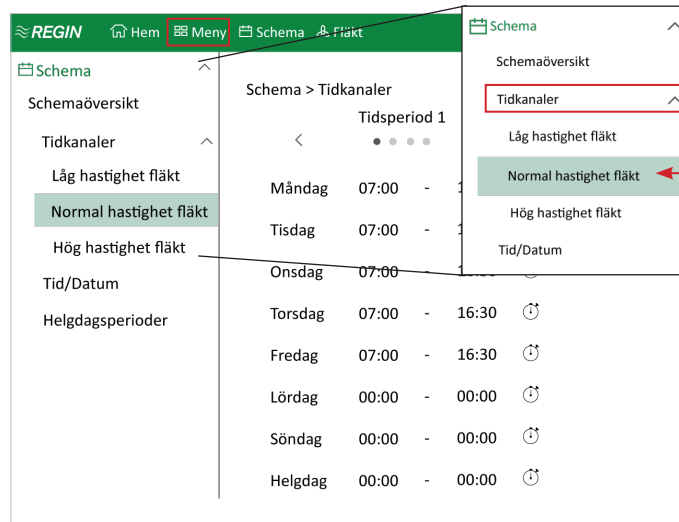 REGIN Hem Meny Schema Fläkt
Schema
Schemaöversikt
Tidkanaler
Låg hastighet fläkt
Normal hastighet fläkt
Hög hastighet fläkt
Tid/Datum
Helgdagsperioder
Schema > Tidkanaler
Tidsperiod 1
Måndag 07:00 -
Tisdag 07:00 -
Onsdag 07:00 -
Torsdag 07:00 - 16:30
Fredag 07:00 - 16:30
Lördag 00:00 - 00:00
Söndag 00:00 - 00:00
Helgdag 00:00 - 00:00
Schema
Schemaöversikt
Tidkanaler
Låg hastighet fläkt
Normal hastighet fläkt
Hög hastighet fläkt
Tid/Datum